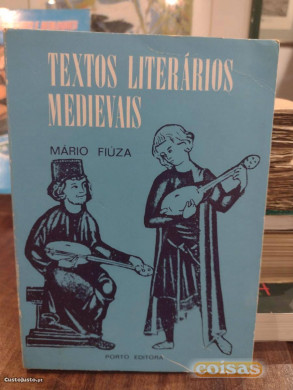 TEXTOS LITERÁRIOS
MEDIEVAIS
MÁRIO FIÚZA
PORTO EDITORA
coisas
CustoJusto.pt